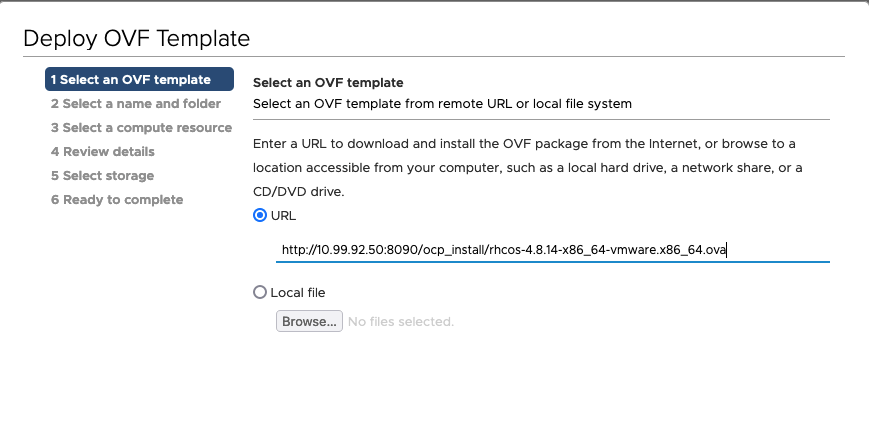 Deploy OVF Template
1 Select an OVF template
2 Select a name and folder
3 Select a compute resource
4 Review details
5 Select storage
6 Ready to complete
Select an OVF template
Select an OVF template from remote URL or local file system
Enter a URL to download and install the OVF package from the Internet, or browse to a
location accessible from your computer, such as a local hard drive, a network share, or a
CD/DVD drive.
URL
http://10.99.92.50:8090/ocp_install/rhcos-4.8.14-x86_64-vmware.x86_64.ova
Local file
Browse... No files selected.